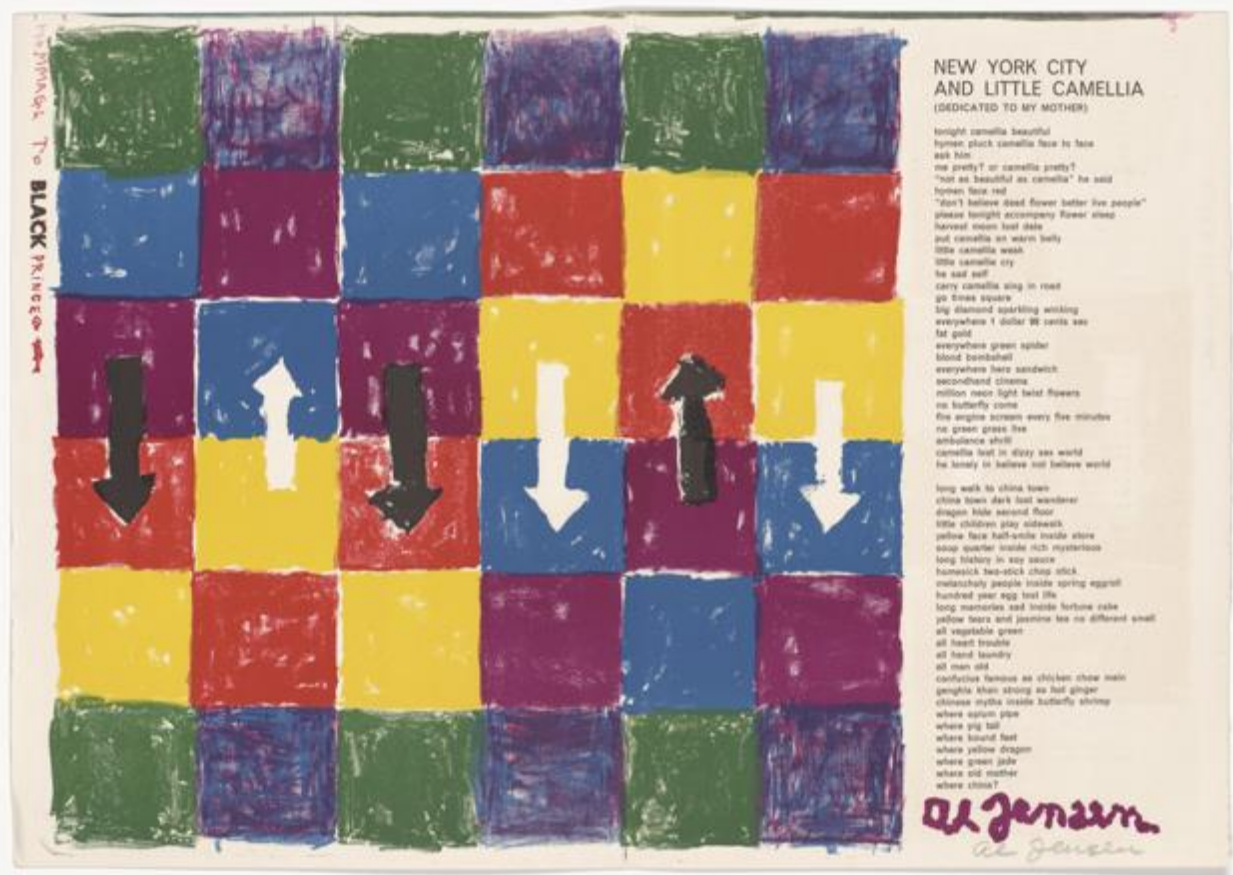 HOMMAGE TO BLACK PRINCE
NEW YORK CITY
AND LITTLE CAMELLIA
(DEDICATED TO MY MOTHER)
tonight camellia beautiful
hymen pluck camellia face to face
ask him
me pretty? or camellia pretty?
"not as beautiful as camellia" he said
hymen face red
"don't believe dead flower better live people"
please tonight accompany flower sleep
harvest moon lost date
put camellia on warm belly
little camellia weak
little camellia cry
he sad self
carry camellia sing in road
go times square
big diamond sparkling winking
everywhere 1 dollar 98 cents sex
fat gold
everywhere green spider
blond bombshell
everywhere hero sandwich
secondhand cinema
million neon light twist flowers
no butterfly come
fire engine scream every five minutes
no green grass live
ambulance shrill
camellia lost in dizzy sex world
he lonely in believe not believe world
long walk to china town
china town dark lost wanderer
dragon hide second floor
little children play sidewalk
yellow face half-smile inside store
soup quarter inside rich mysterious
long history in soy sauce
homesick two-stick chop stick
melancholy people inside spring eggroll
hundred year egg lost life
long memories sad inside fortune cake
yellow tears and jasmine tea no different smell
all vegetable green
all heart trouble
all hand laundry
all man old
confucius famous as chicken chow mein
genghis khan strong as hot ginger
chinese myths inside butterfly shrimp
where opium pipe
where pig tail
where bound feet
where yellow dragon
where green jade
where old mother
where china?
Al Jensen
Al Jensen